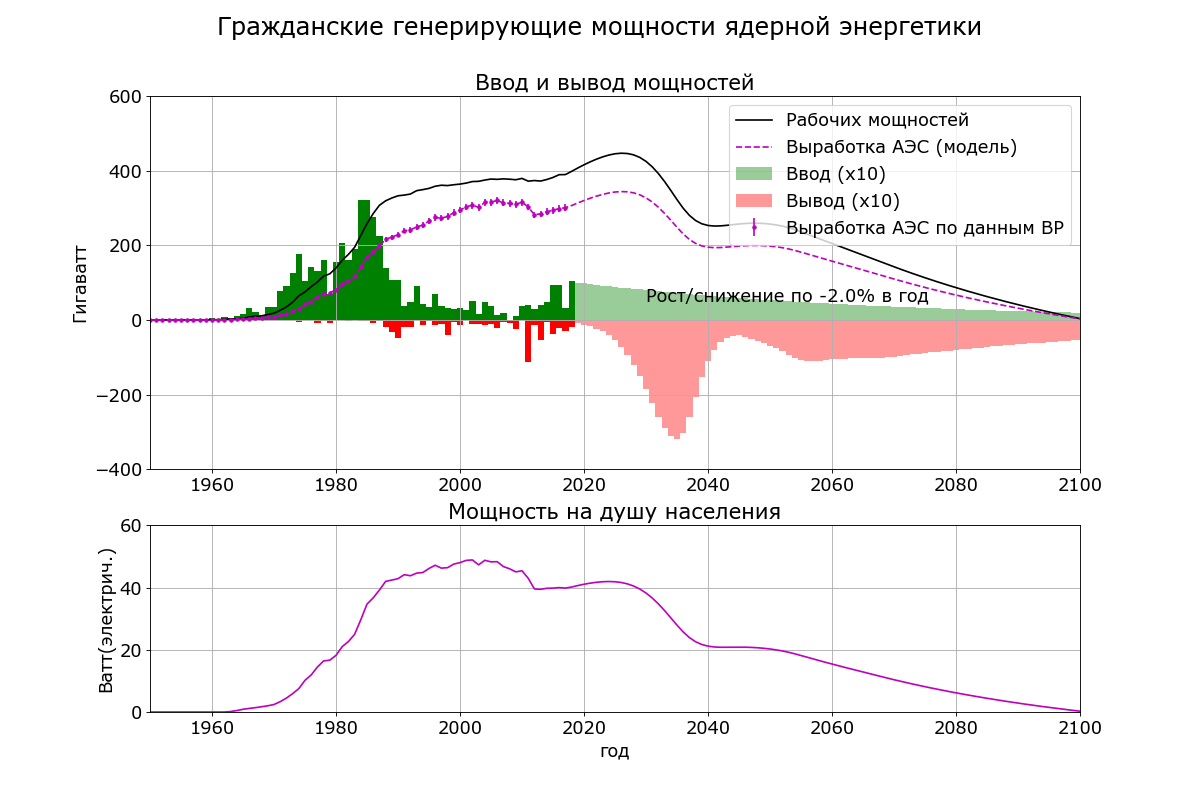 Гражданские генерирующие мощности ядерной энергетики
Ввод и вывод мощностей
Гигаватт
600
400
200
0
−200
−400
Рабочих мощностей
Выработка АЭС (модель)
Ввод (x10)
Вывод (x10)
Выработка АЭС по данным BP
Рост/снижение по -2.0% в год
1960 1980 2000 2020 2040 2060 2080 2100
Мощность на душу населения
Ватт(электрич.)
60
40
20
0
1960 1980 2000 2020 2040 2060 2080 2100
год